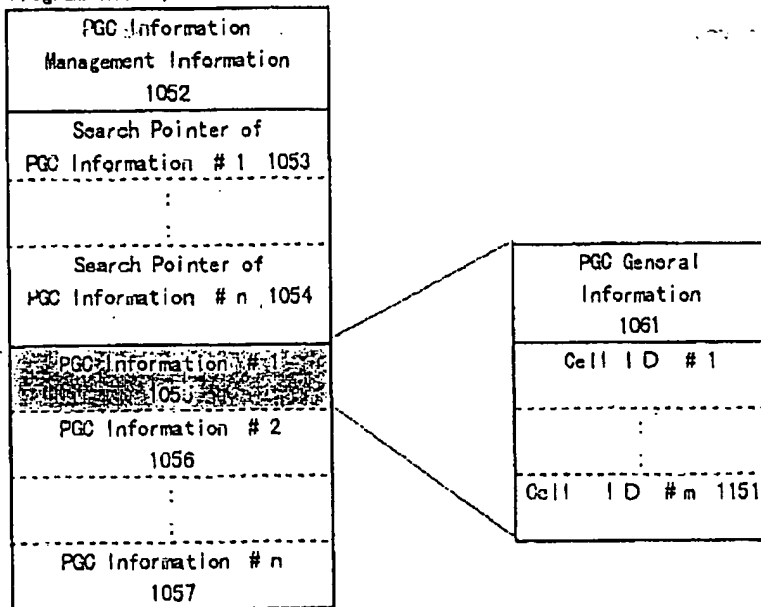 PGC Information
Management Information
1052
Search Pointer of
PGC Information # 1 1053
:
:
Search Pointer of
PGC Information # n 1054
PGC Information # 1
PGC Information # 2
1056
:
:
PGC Information # n
1057
PGC General
Information
1061
Cell ID # 1
:
:
Cell ID # m 1151